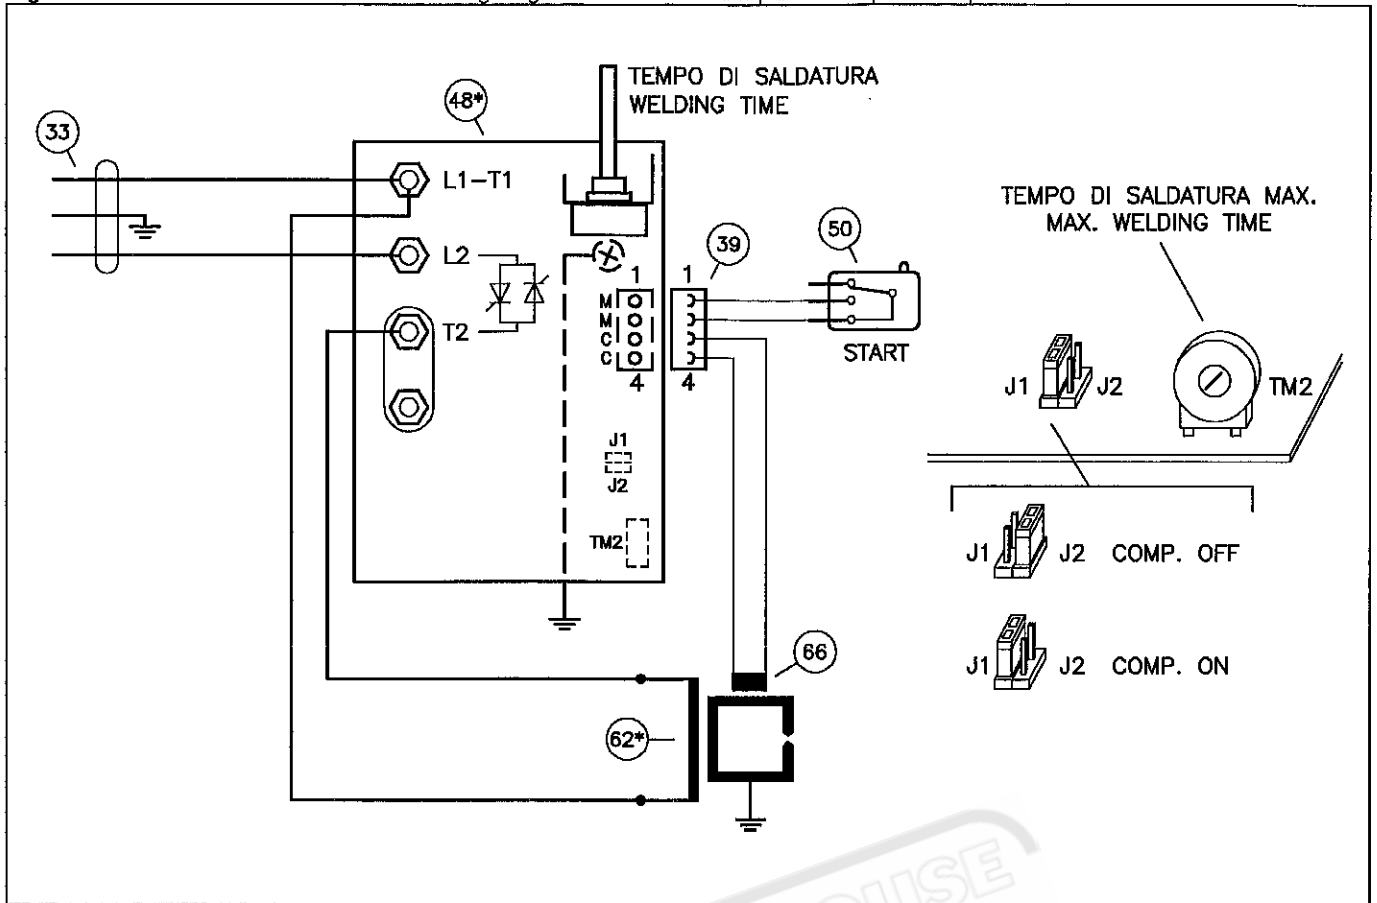 TEMPO DI SALDATURA
WELDING TIME
48*
33
L1-T1
L2
T2
1
M
M
C
C
4
1
4
39
50
START
J1
J2
TM2
TEMPO DI SALDATURA MAX.
MAX. WELDING TIME
J1
J2
TM2
J1 J2 COMP. OFF
J1 J2 COMP. ON
66
62*